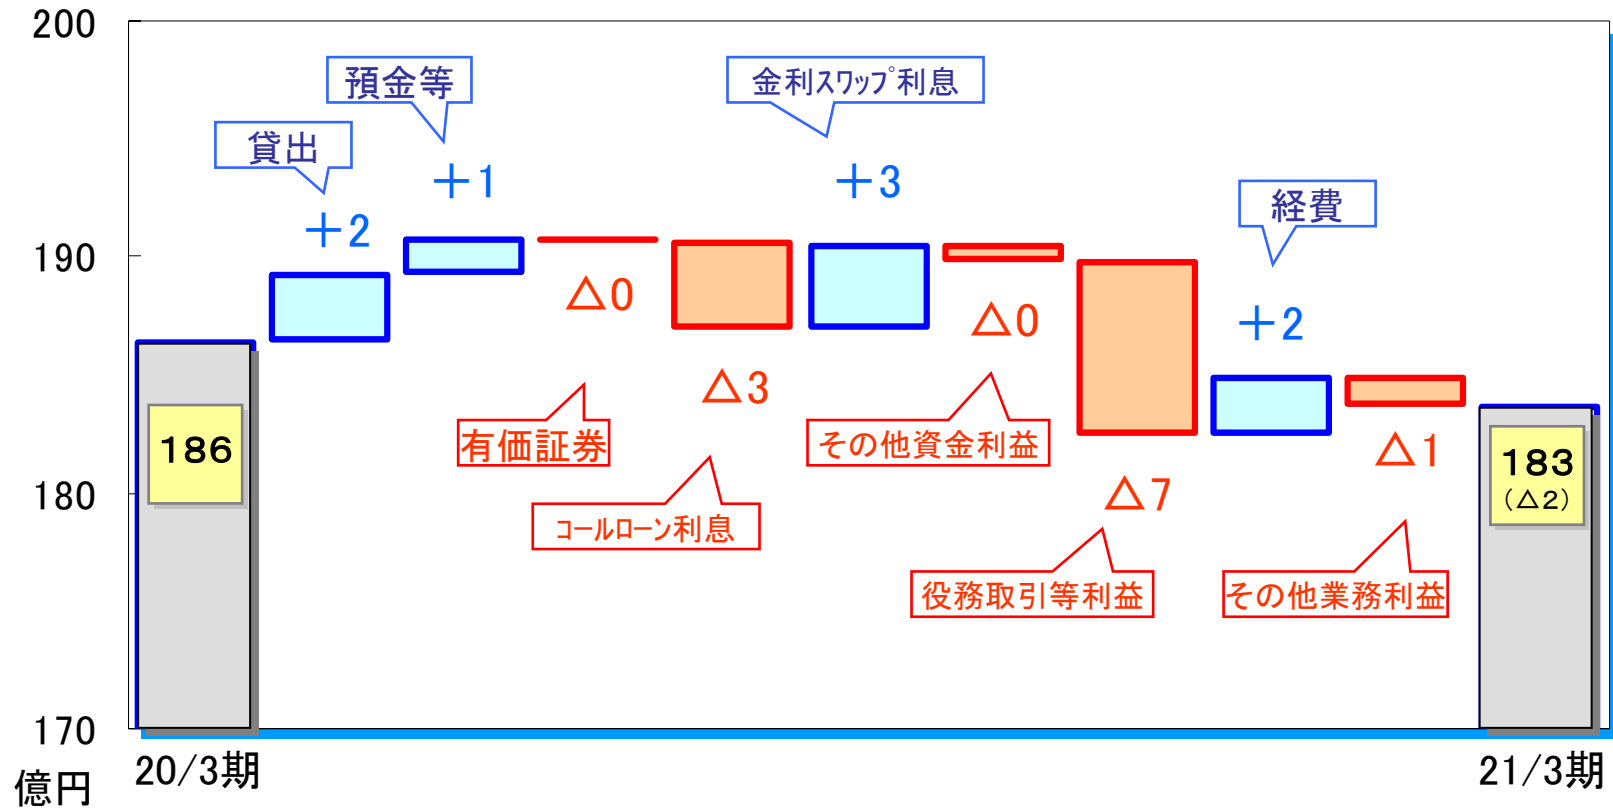 200
190
180
170
億円
貸出
+2
預金等
+1
有価証券
△0
コールローン利息
△3
金利スワップ利息
+3
その他資金利益
△0
役務取引等利益
△7
経費
+2
その他業務利益
△1
186
183
(△2)
20/3期
21/3期